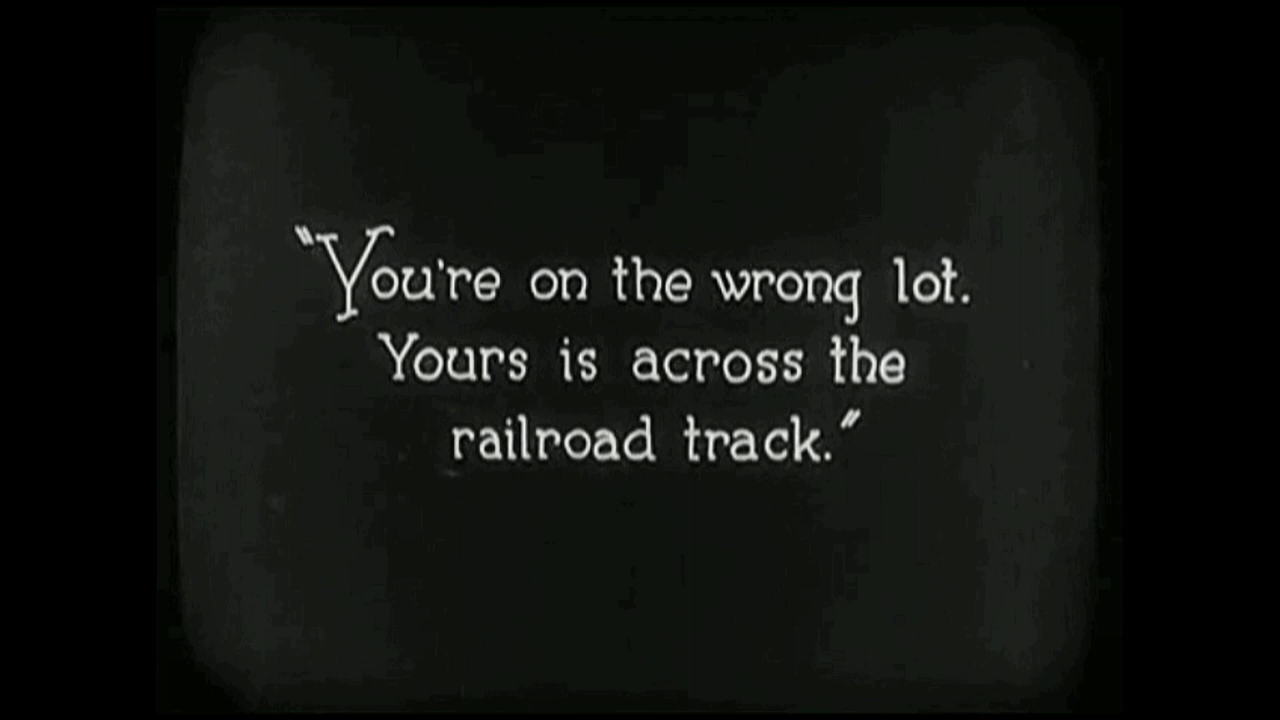 "You're on the wrong lot.
Yours is across the
railroad track."